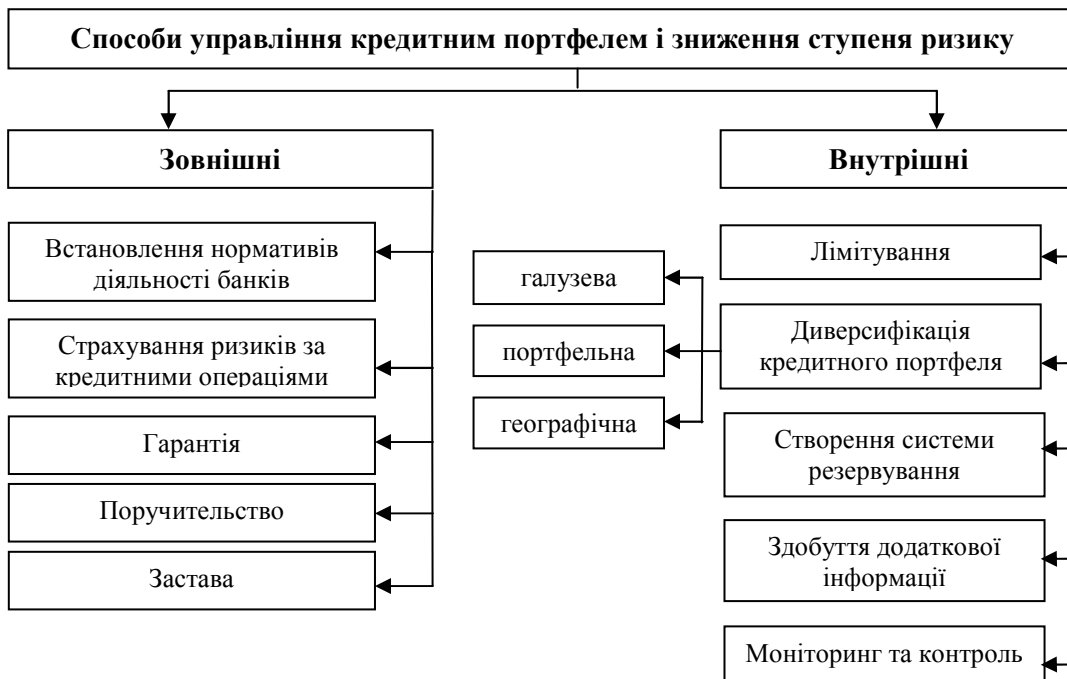 Способи управління кредитним портфелем і зниження ступеня ризику
Зовнішні
Встановлення нормативів
діяльності банків
Страхування ризиків за
кредитними операціями
Гарантія
Поручительство
Застава
галузева
портфельна
географічна
Внутрішні
Лімітування
Диверсифікація
кредитного портфеля
Створення системи
резервування
Здобуття додаткової
інформації
Моніторинг та контроль